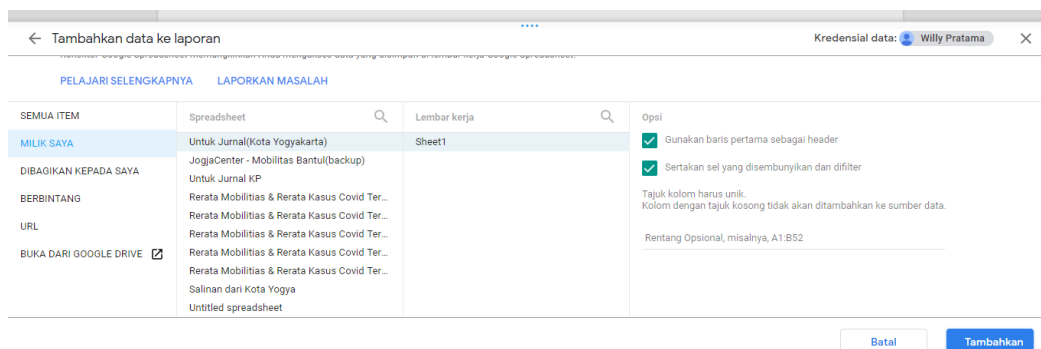 Tambahkan data ke laporan
Kredensial data: Willy Pratama
PELAJARI SELENGKAPNYA LAPORKAN MASALAH
SEMUA ITEM
MILIK SAYA
DIBAGIKAN KEPADA SAYA
BERBINTANG
URL
BUKA DARI GOOGLE DRIVE
Spreadsheet
Untuk Jurnal(Kota Yogyakarta)
JogjaCenter - Mobilitas Bantul(backup)
Untuk Jurnal KP
Rerata Mobilitias & Rerata Kasus Covid Ter...
Rerata Mobilitias & Rerata Kasus Covid Ter...
Rerata Mobilitias & Rerata Kasus Covid Ter...
Rerata Mobilitias & Rerata Kasus Covid Ter...
Rerata Mobilitias & Rerata Kasus Covid Ter...
Salinan dari Kota Yogya
Untitled spreadsheet
Lembar kerja
Sheet1
Opsi
Gunakan baris pertama sebagai header
Sertakan sel yang disembunyikan dan difilter
Tajuk kolom harus unik.
Kolom dengan tajuk kosong tidak akan ditambahkan ke sumber data.
Rentang Opsional, misalnya, A1:B52
Batal
Tambahkan